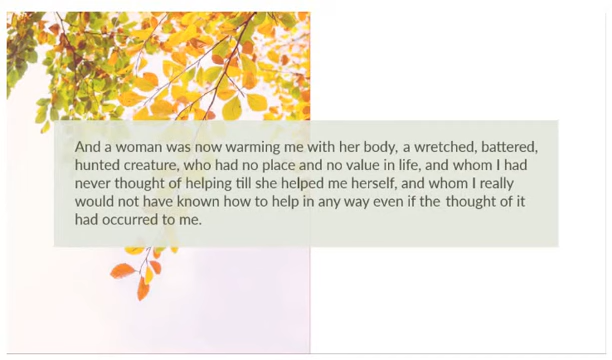 And a woman was now warming me with her body, a wretched, battered,
hunted creature, who had no place and no value in life, and whom I had
never thought of helping till she helped me herself, and whom I really
would not have known how to help in any way even if the thought of it
had occurred to me.